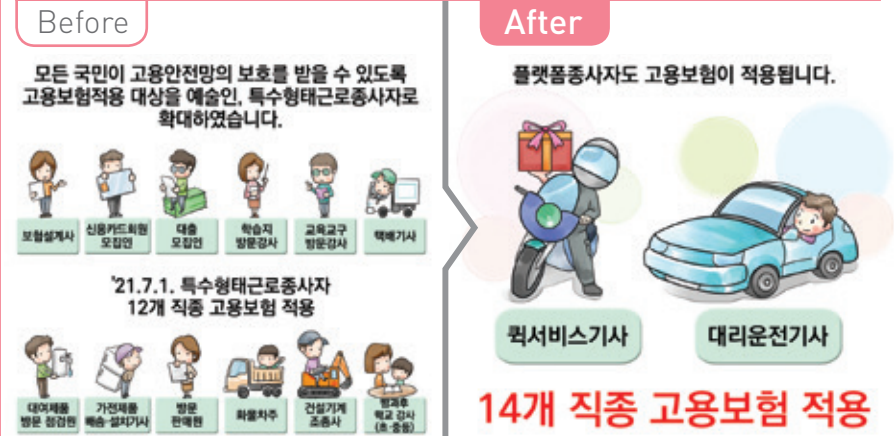 Before
모든 국민이 고용안전망의 보호를 받을 수 있도록
고용보험적용 대상을 예술인, 특수형태근로종사자로
확대하였습니다.
보험설계사
신용카드회원
모집인
대출
모집인
학습지
방문강사
교육교구
방문강사
택배기사
'21.7.1. 특수형태근로종사자
12개 직종 고용보험 적용
대여제품
방문 점검원
가전제품
배송·설치기사
방문
판매원
화물차주
건설기계
조종사
방과후
학교 강사
(초·중등)
After
플랫폼종사자도 고용보험이 적용됩니다.
퀵서비스기사
대리운전기사
14개 직종 고용보험 적용